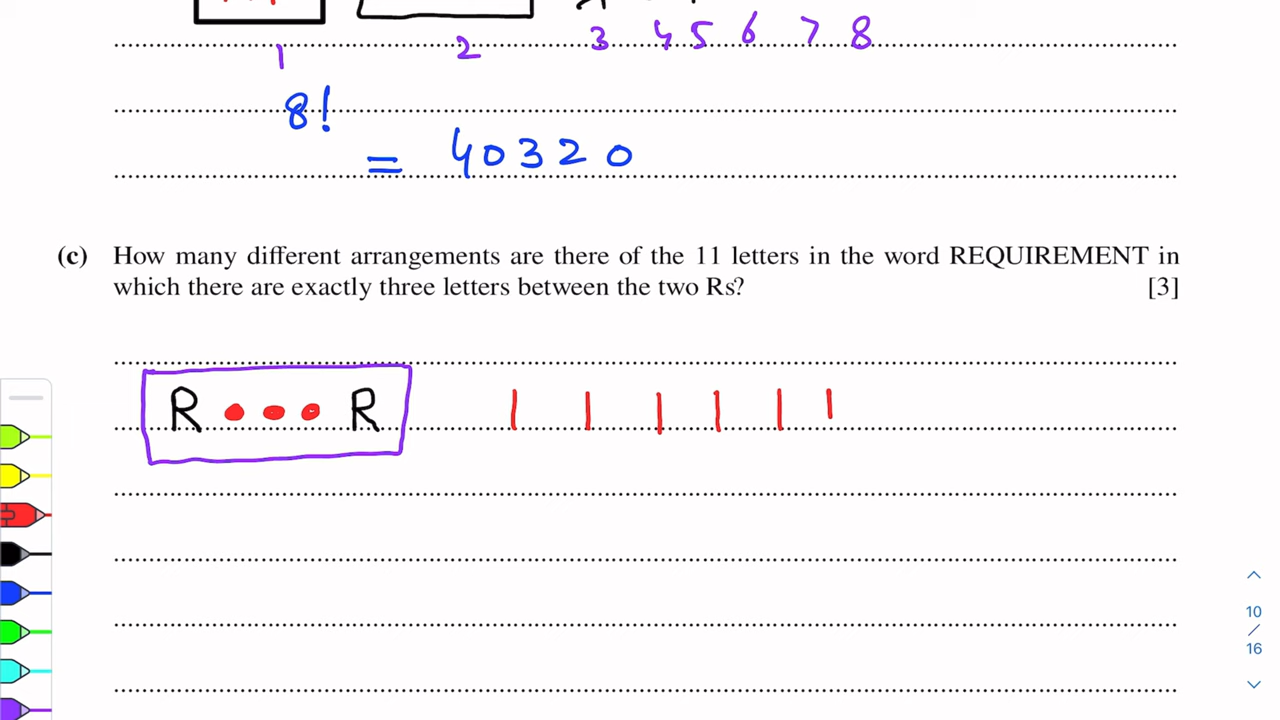 1 2 3 4 5 6 7 8
8!
= 40320
(c) How many different arrangements are there of the 11 letters in the word REQUIREMENT in
which there are exactly three letters between the two Rs? [3]
R R
10
/
16